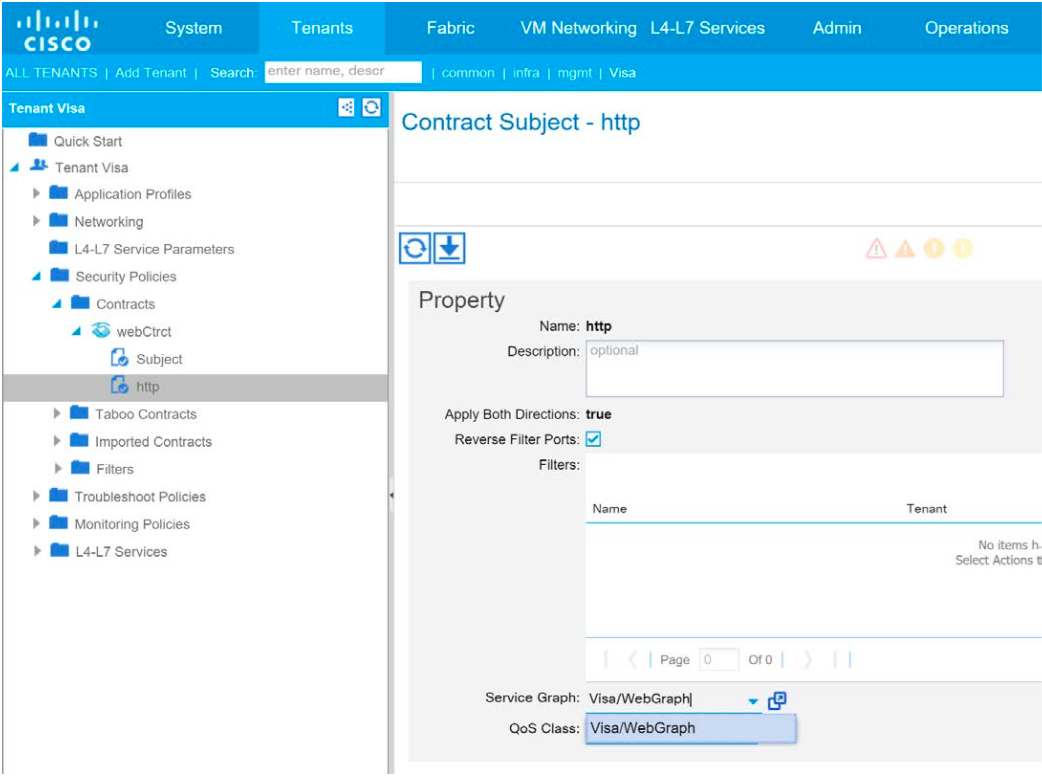 CISCO
System Tenants Fabric VM Networking L4-L7 Services Admin Operations
ALL TENANTS | Add Tenant | Search: enter name, descr | common | infra | mgmt | Visa
Tenant Visa
Quick Start
Tenant Visa
Application Profiles
Networking
L4-L7 Service Parameters
Security Policies
Contracts
webCtrct
Subject
http
Taboo Contracts
Imported Contracts
Filters
Troubleshoot Policies
Monitoring Policies
L4-L7 Services
Contract Subject - http
Property
Name: http
Description: optional
Apply Both Directions: true
Reverse Filter Ports:
Filters:
Name Tenant
No items
Select Actions
Page 0 Of 0
Service Graph: Visa/WebGraph
QoS Class: Visa/WebGraph